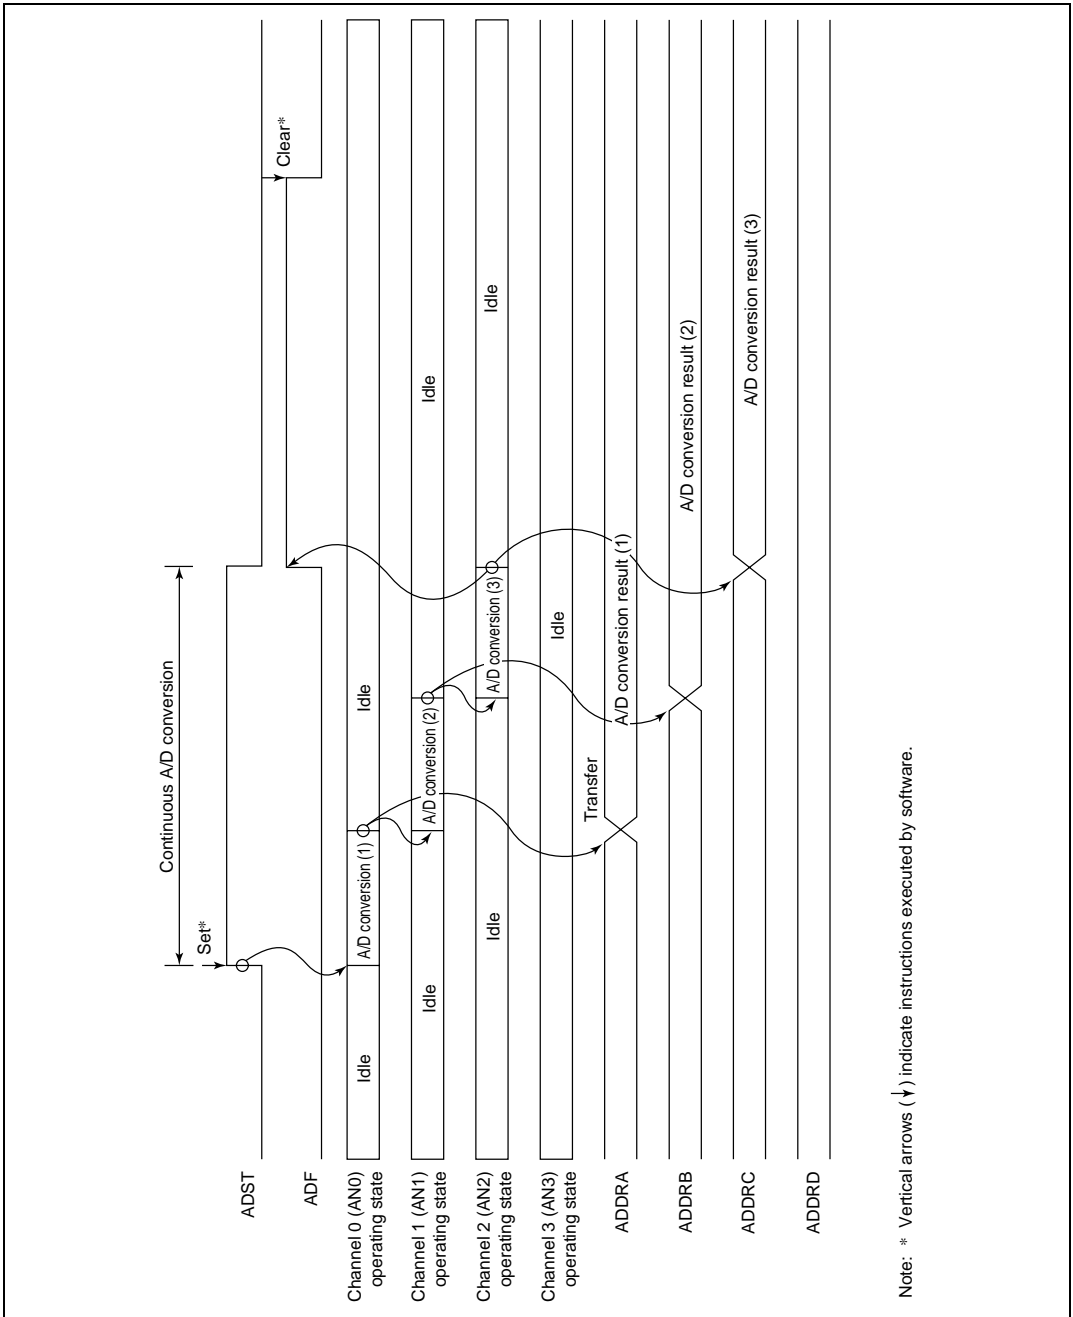 Continuous A/D conversion
Set*
Clear*
ADST
ADF
Channel 0 (AN0)
operating state
Idle
A/D conversion (1)
Idle
Channel 1 (AN1)
operating state
Idle
A/D conversion (2)
Idle
Channel 2 (AN2)
operating state
Idle
A/D conversion (3)
Idle
Channel 3 (AN3)
operating state
Idle
Transfer
ADDRA
A/D conversion result (1)
ADDRB
A/D conversion result (2)
ADDRC
A/D conversion result (3)
ADDRD
Note: * Vertical arrows (↓) indicate instructions executed by software.